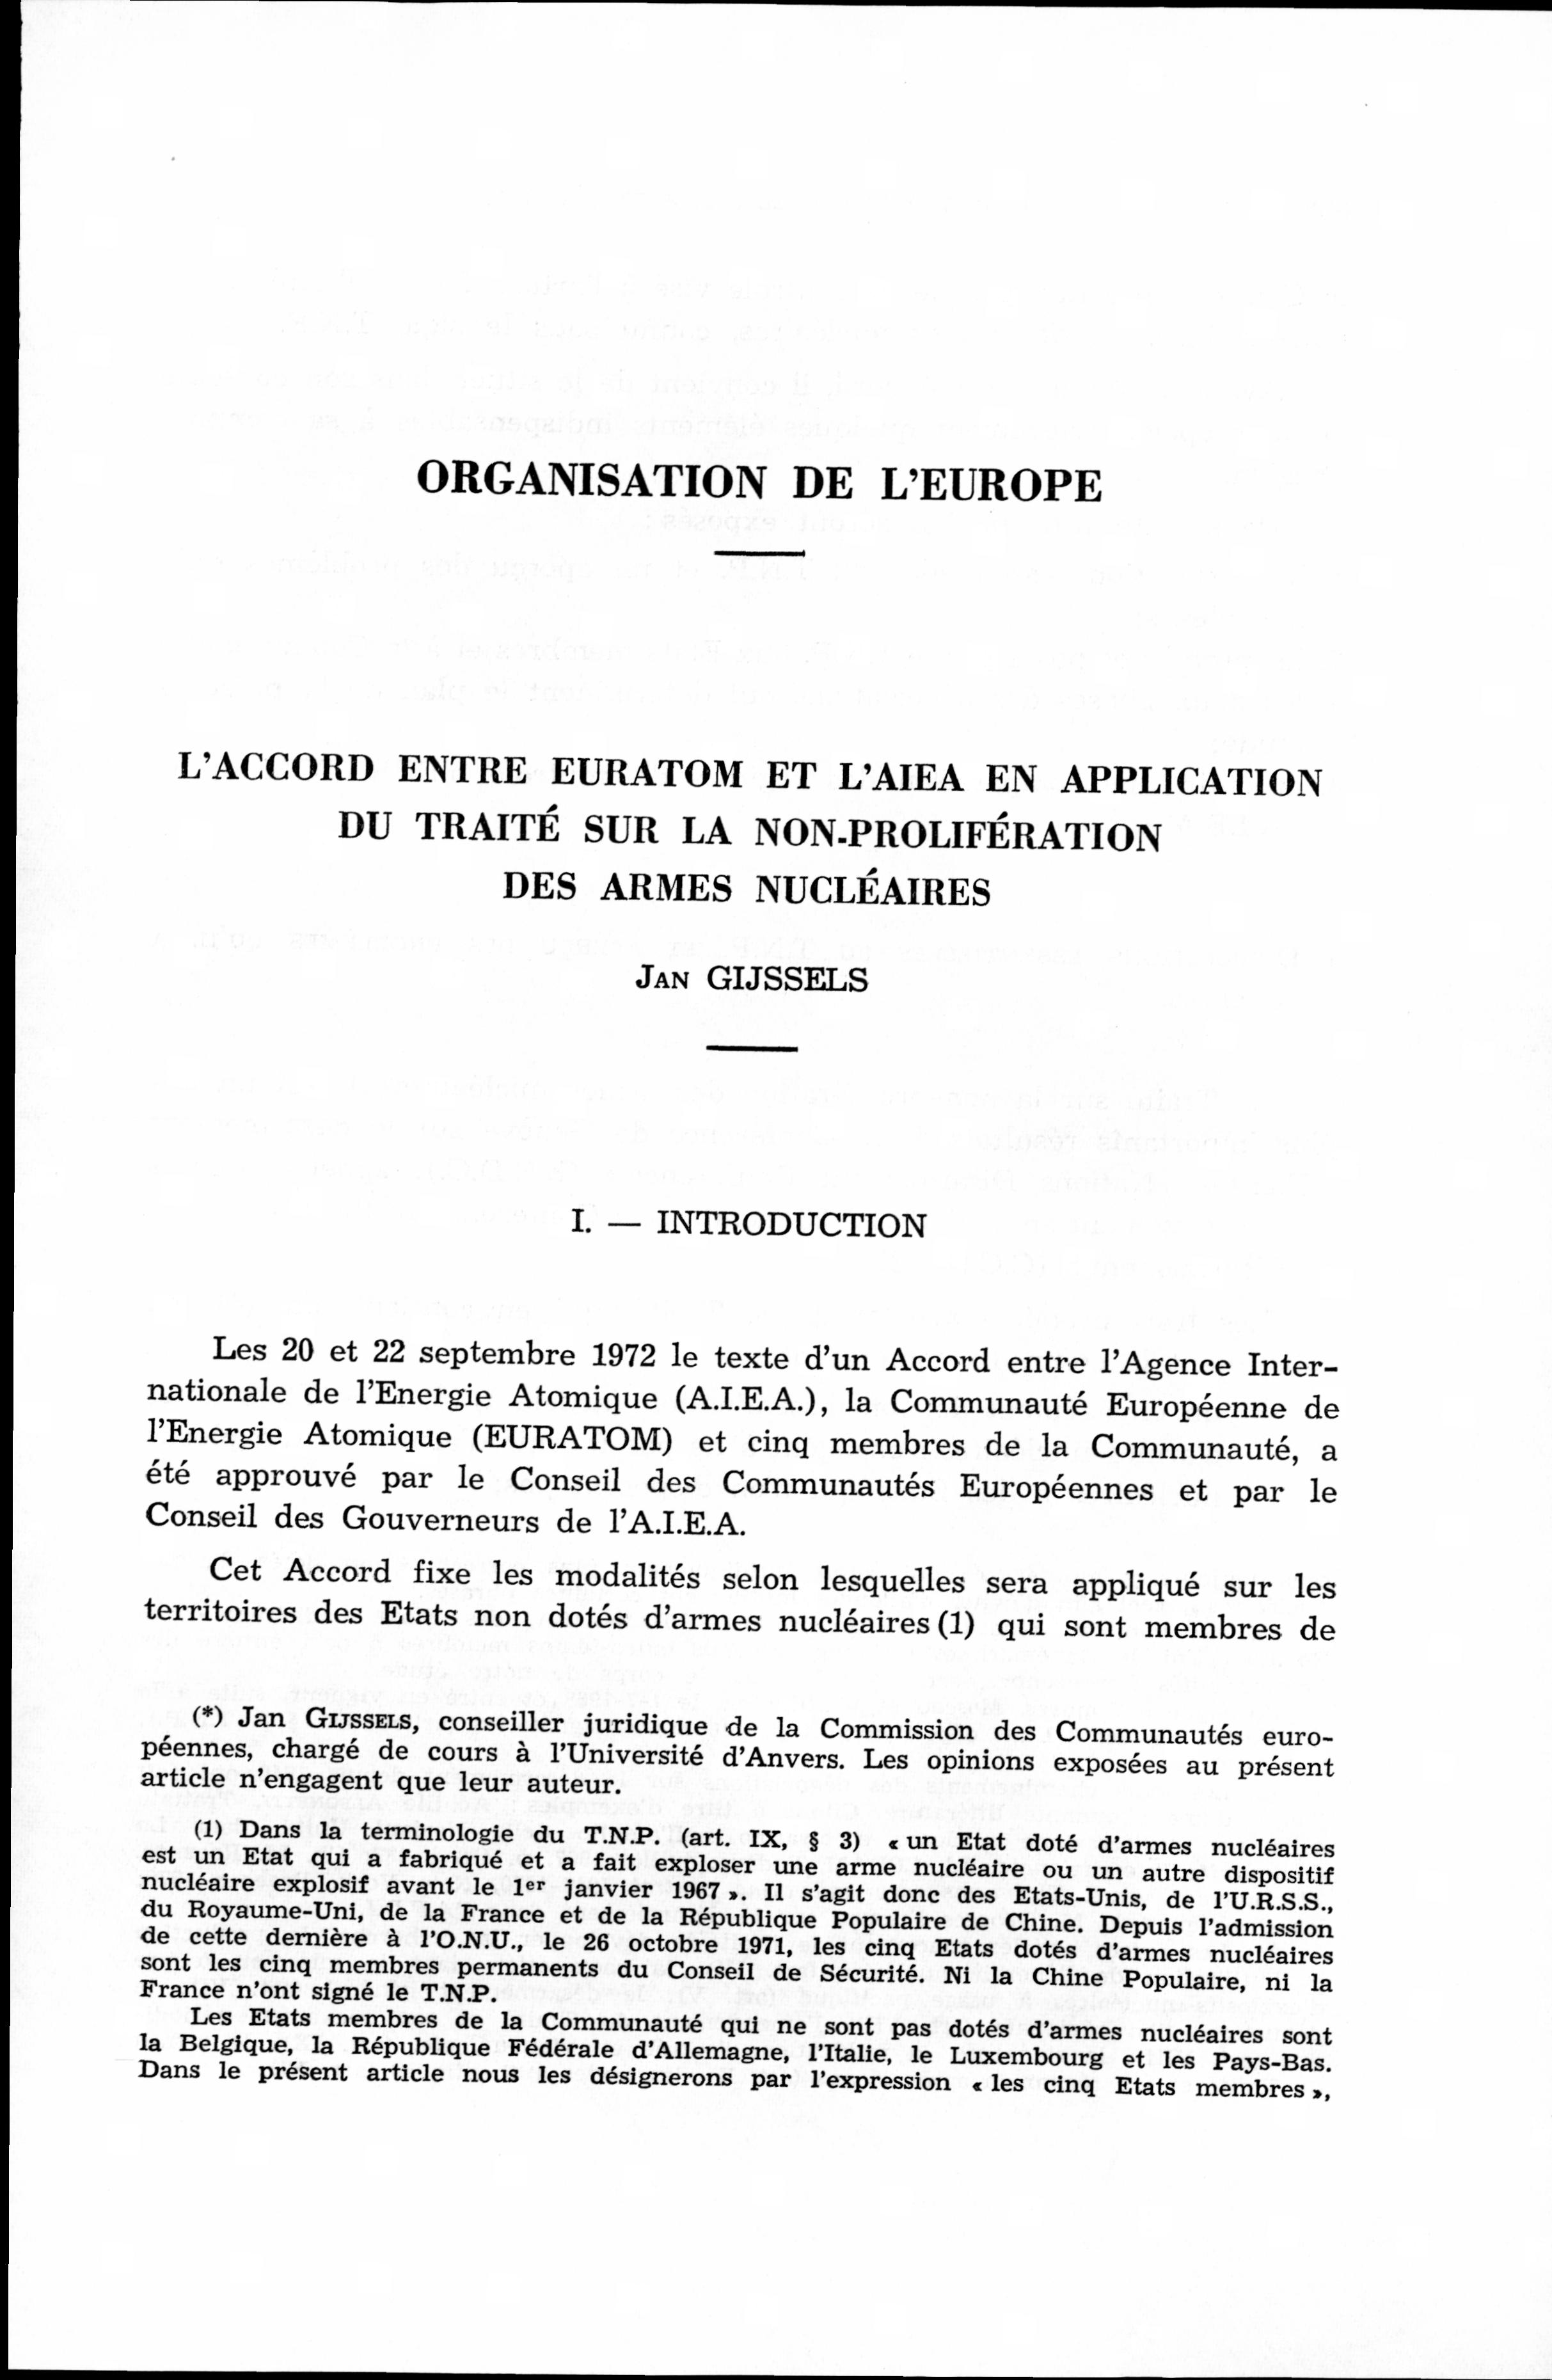 ORGANISATION DE L'EUROPE
L'ACCORD ENTRE EURATOM ET L'AIEA EN APPLICATION
DU TRAITÉ SUR LA NON-PROLIFÉRATION
DES ARMES NUCLÉAIRES
JAN GIJSSELS
I. — INTRODUCTION
Les 20 et 22 septembre 1972 le texte d'un Accord entre l'Agence Inter-
nationale de l'Energie Atomique (A.I.E.A.), la Communauté Européenne de
l'Energie Atomique (EURATOM) et cinq membres de la Communauté, a
été approuvé par le Conseil des Communautés Européennes et par le
Conseil des Gouverneurs de l'A.I.E.A.
Cet Accord fixe les modalités selon lesquelles sera appliqué sur les
territoires des Etats non dotés d'armes nucléaires (1) qui sont membres de
(*) Jan GIJSSELS, conseiller juridique de la Commission des Communautés euro-
péennes, chargé de cours à l'Université d'Anvers. Les opinions exposées au présent
article n'engagent que leur auteur.
(1) Dans la terminologie du T.N.P. (art. IX, § 3) « un Etat doté d'armes nucléaires
est un Etat qui a fabriqué et a fait exploser une arme nucléaire ou un autre dispositif
nucléaire explosif avant le 1er janvier 1967 ». Il s'agit donc des Etats-Unis, de l'U.R.S.S.,
du Royaume-Uni, de la France et de la République Populaire de Chine. Depuis l'admission
de cette dernière à l'O.N.U., le 26 octobre 1971, les cinq Etats dotés d'armes nucléaires
sont les cinq membres permanents du Conseil de Sécurité. Ni la Chine Populaire, ni la
France n'ont signé le T.N.P.
Les Etats membres de la Communauté qui ne sont pas dotés d'armes nucléaires sont
la Belgique, la République Fédérale d'Allemagne, l'Italie, le Luxembourg et les Pays-Bas.
Dans le présent article nous les désignerons par l'expression « les cinq Etats membres »,